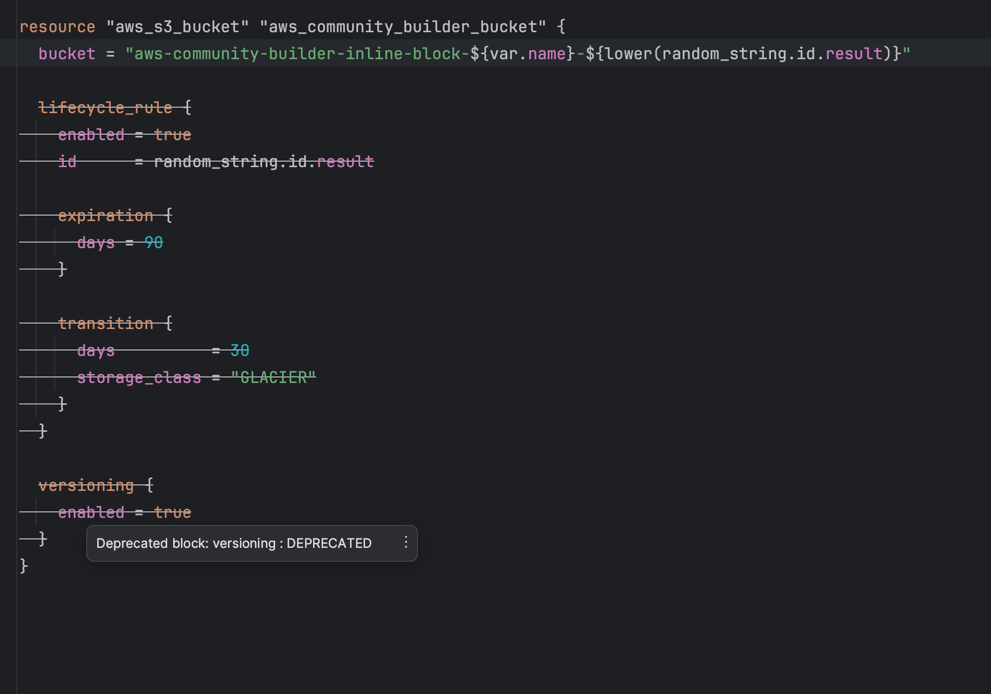 resource "aws_s3_bucket" "aws_community_builder_bucket" {
  bucket = "aws-community-builder-inline-block-${var.name}-${lower(random_string.id.result)}"

  lifecycle_rule {
    enabled = true
    id      = random_string.id.result

    expiration {
      days = 90
    }

    transition {
      days          = 30
      storage_class = "GLACIER"
    }
  }

  versioning {
    enabled = true
  }
Deprecated block: versioning : DEPRECATED
}